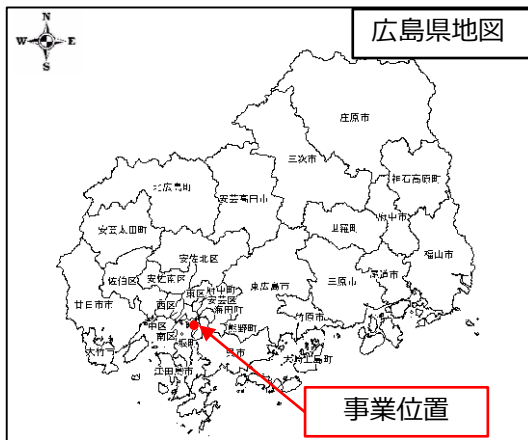 N
W E
S
広島県地図
庄原市
三次市
神石高原町
北広島町
安芸高田市
府中市
世羅町
安芸太田町
福山市
安佐北区
尾道市
三原市
佐伯区
安佐南区
東広島市
府中町
東区
安芸区
廿日市市
西区
海田町
竹原市
中区
熊野町
南区
坂町
大竹市
呉市
大崎上島町
江田島市
事業位置